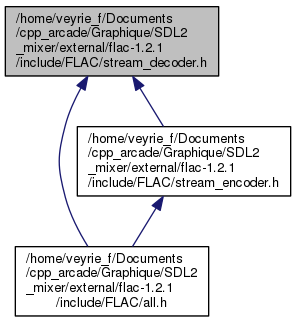 /home/veyrie_f/Documents
/cpp_arcade/Graphique/SDL2
_mixer/external/flac-1.2.1
/include/FLAC/stream_decoder.h
/home/veyrie_f/Documents
/cpp_arcade/Graphique/SDL2
_mixer/external/flac-1.2.1
/include/FLAC/stream_encoder.h
/home/veyrie_f/Documents
/cpp_arcade/Graphique/SDL2
_mixer/external/flac-1.2.1
/include/FLAC/all.h